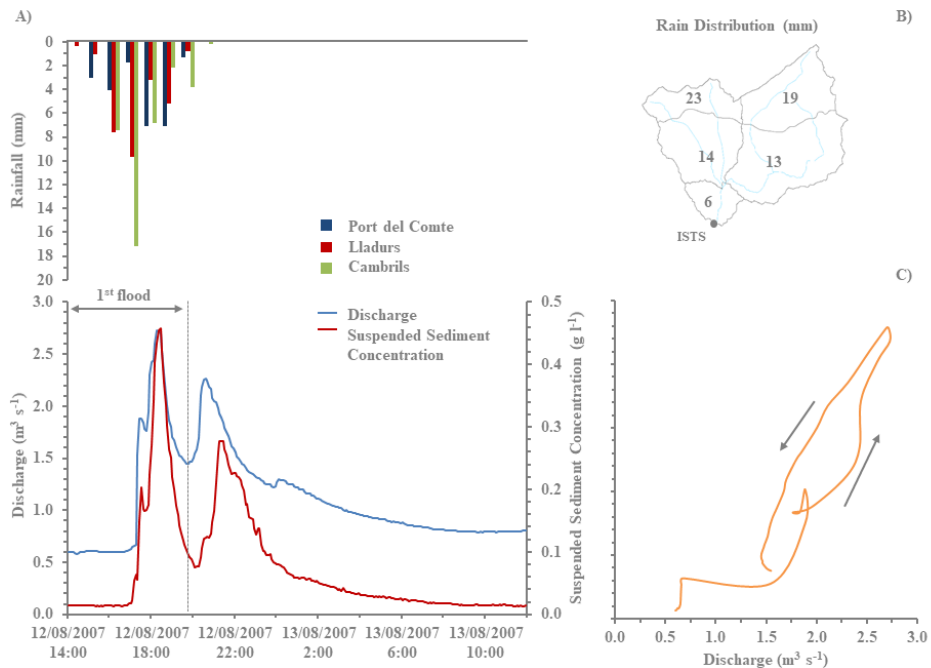 A)
0
2
4
6
8
10
12
14
16
18
20
Rainfall (mm)
Port del Comte
Lladurs
Cambrils
B)
Rain Distribution (mm)
23
19
14
13
6
ISTS
1st flood
3.0
2.5
2.0
1.5
1.0
0.5
0.0
Discharge (m3 s-1)
Discharge
Suspended Sediment
Concentration
0.5
0.4
0.3
0.2
0.1
0.0
Suspended Sediment Concentration (g l-1)
12/08/2007 12/08/2007 12/08/2007 13/08/2007 13/08/2007 13/08/2007
14:00 18:00 22:00 2:00 6:00 10:00
C)
0.0 0.5 1.0 1.5 2.0 2.5 3.0
Discharge (m3 s-1)